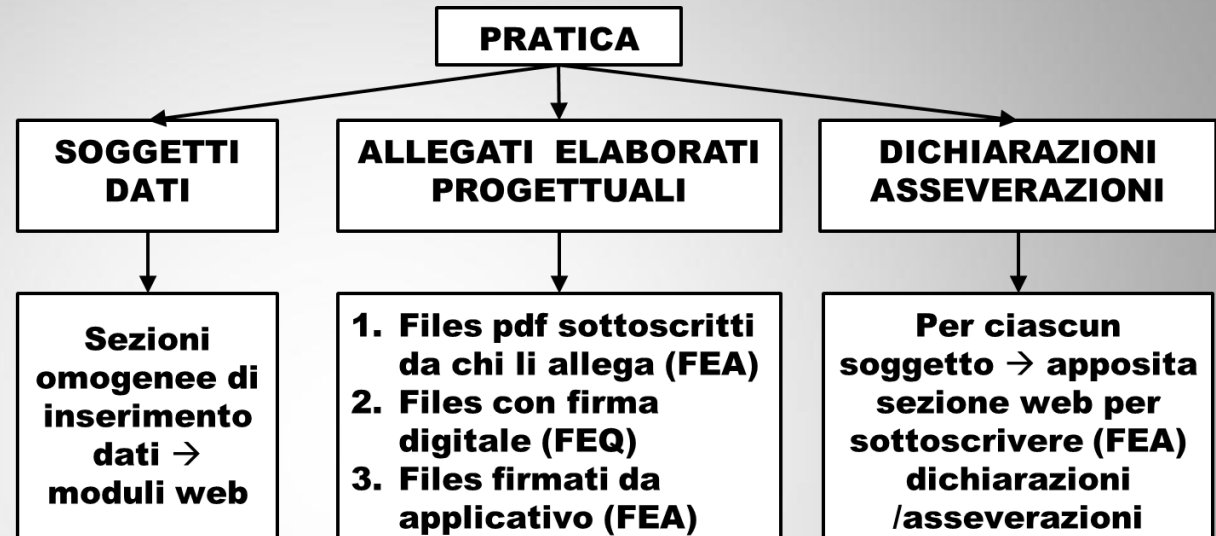 PRATICA
SOGGETTI
DATI
ALLEGATI ELABORATI
PROGETTUALI
DICHIARAZIONI
ASSEVERAZIONI
Sezioni
omogenee di
inserimento
dati →
moduli web
1. Files pdf sottoscritti
da chi li allega (FEA)
2. Files con firma
digitale (FEQ)
3. Files firmati da
applicativo (FEA)
Per ciascun
soggetto → apposita
sezione web per
sottoscrivere (FEA)
dichiarazioni
/asseverazioni